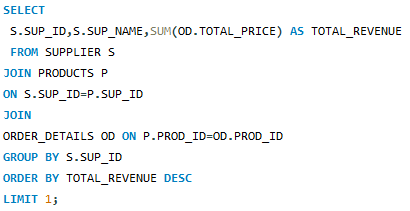 SELECT
S.SUP_ID,S.SUP_NAME,SUM(OD.TOTAL_PRICE) AS TOTAL_REVENUE
FROM SUPPLIER S
JOIN PRODUCTS P
ON S.SUP_ID=P.SUP_ID
JOIN
ORDER_DETAILS OD ON P.PROD_ID=OD.PROD_ID
GROUP BY S.SUP_ID
ORDER BY TOTAL_REVENUE DESC
LIMIT 1;